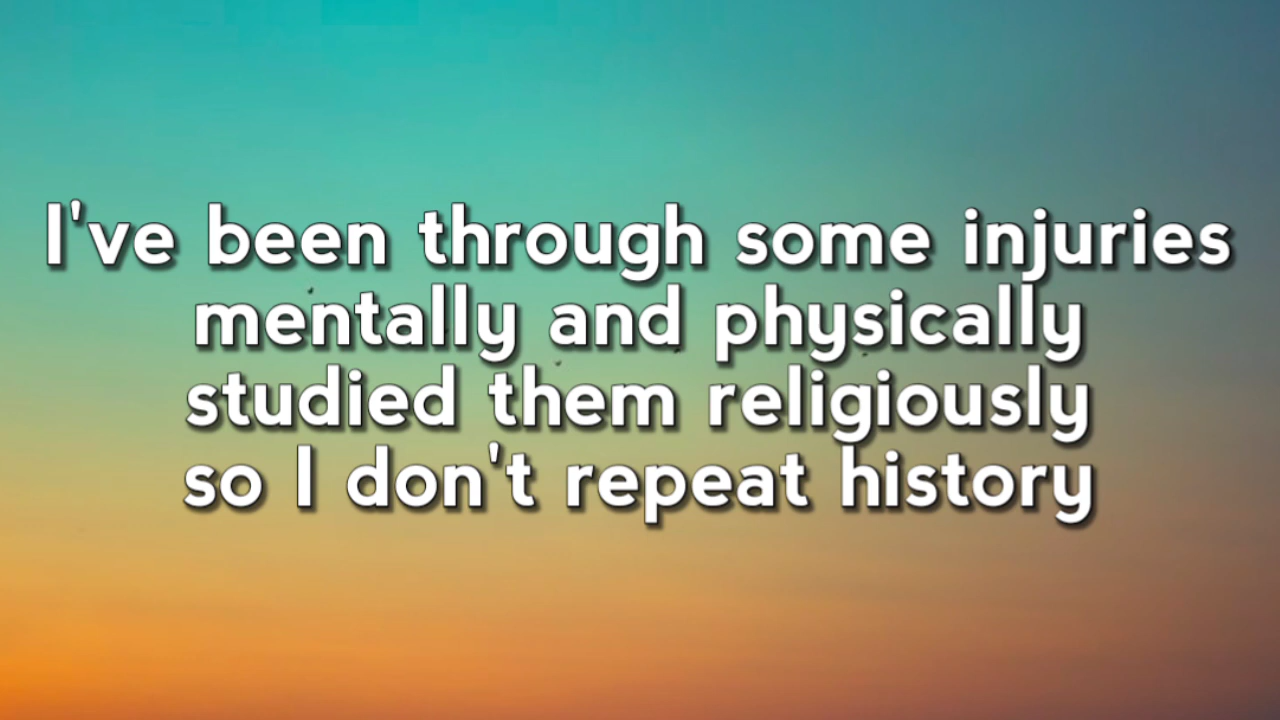 I've been through some injuries
mentally and physically
studied them religiously
so I don't repeat history